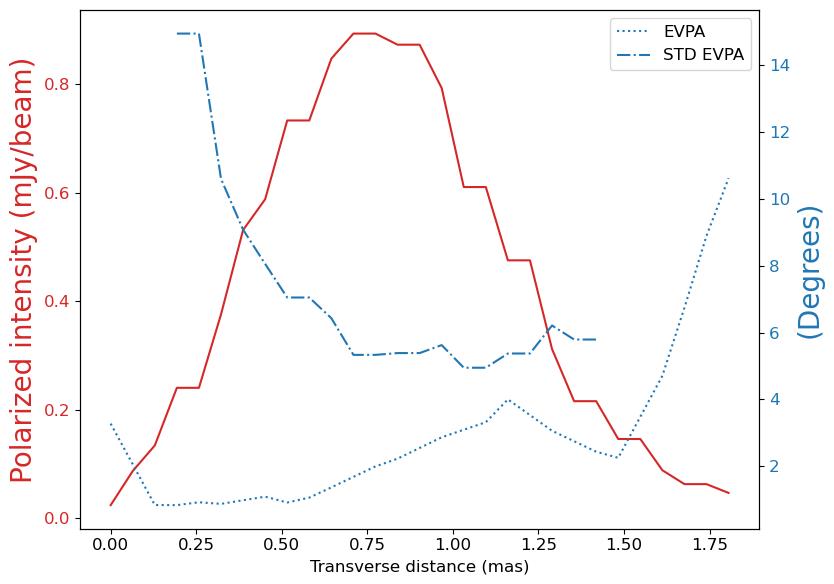 EVPA
STD EVPA
Polarized intensity (mJy/beam)
0.8
0.6
0.4
0.2
0.0
14
12
10
8
6
4
2
(Degrees)
0.00 0.25 0.50 0.75 1.00 1.25 1.50 1.75
Transverse distance (mas)